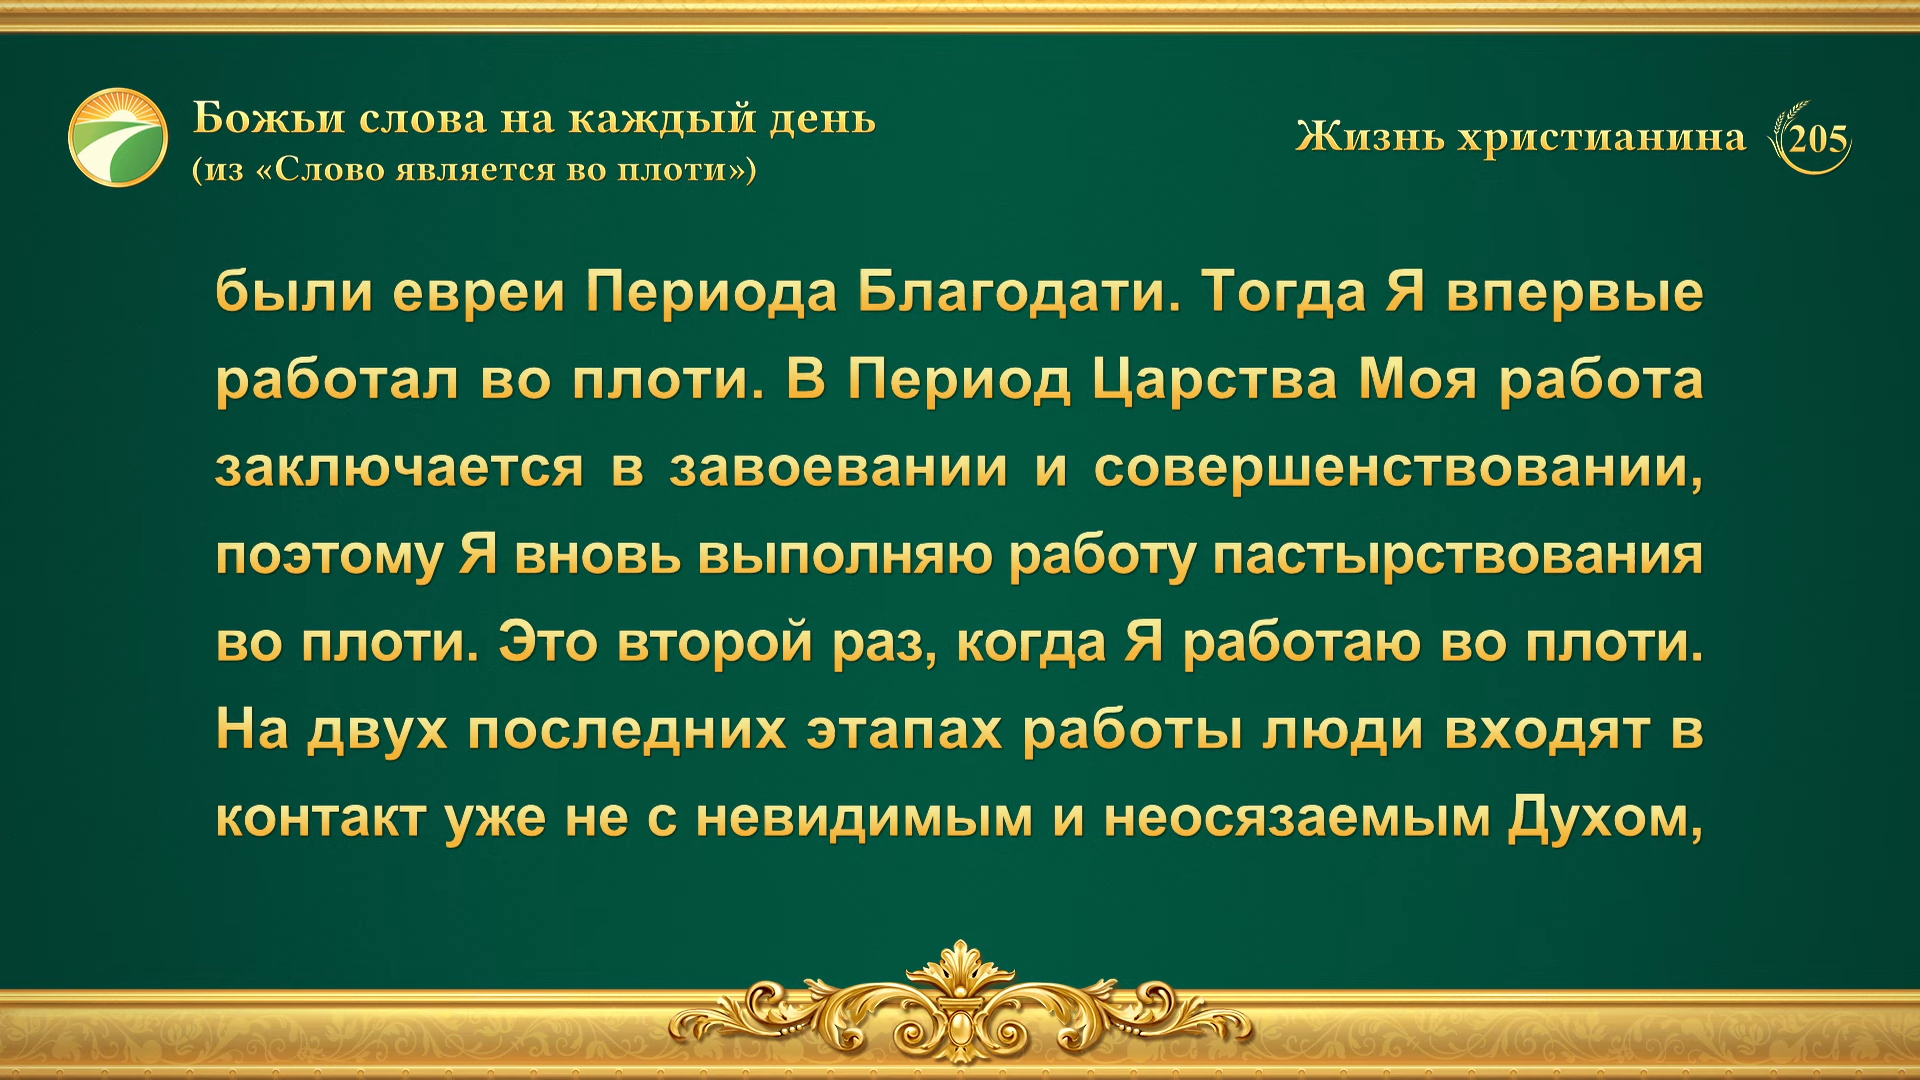 Божьи слова на каждый день
(из «Слово является во плоти»)
Жизнь христианина 205
были евреи Периода Благодати. Тогда Я впервые
работал во плоти. В Период Царства Моя работа
заключается в завоевании и совершенствовании,
поэтому Я вновь выполняю работу пастырствования
во плоти. Это второй раз, когда Я работаю во плоти.
На двух последних этапах работы люди входят в
контакт уже не с невидимым и неосязаемым Духом,